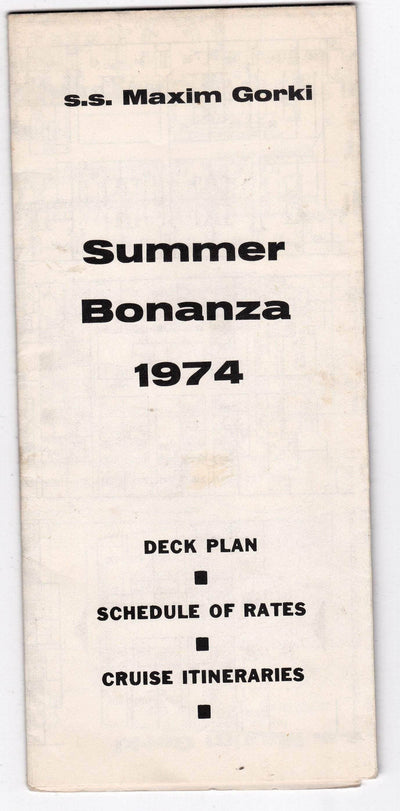 s.s. Maxim Gorki
Summer
Bonanza
1974
DECK PLAN
■
SCHEDULE OF RATES
■
CRUISE ITINERARIES
■